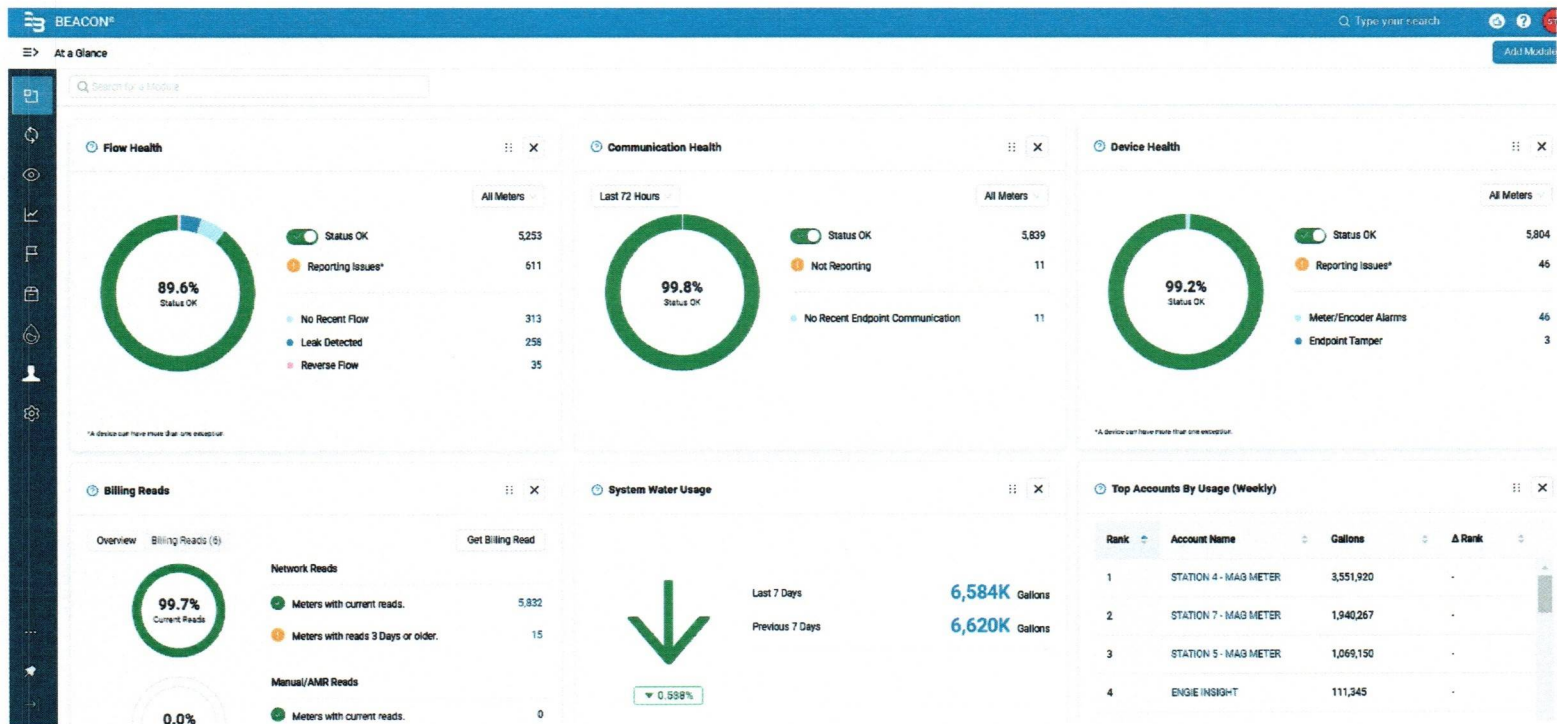 BEACON®
Type your search
At a Glance
Add Module
Search for a Module
Flow Health
All Meters
89.6%
Status OK
Status OK 5,253
Reporting Issues* 611
No Recent Flow 313
Leak Detected 258
Reverse Flow 35
*A device can have more than one exception.
Communication Health
Last 72 Hours
All Meters
99.8%
Status OK
Status OK 5,839
Not Reporting 11
No Recent Endpoint Communication 11
Device Health
All Meters
99.2%
Status OK
Status OK 5,804
Reporting Issues* 46
Meter/Encoder Alarms 46
Endpoint Tamper 3
*A device can have more than one exception.
Billing Reads
Overview Billing Reads (6) Get Billing Read
99.7%
Current Reads
Network Reads
Meters with current reads. 5,832
Meters with reads 3 Days or older. 15
Manual/AMR Reads
0.0%
Meters with current reads. 0
System Water Usage
Last 7 Days 6,584K Gallons
Previous 7 Days 6,620K Gallons
Top Accounts By Usage (Weekly)
Rank Account Name Gallons Δ Rank
1 STATION 4 - MAG METER 3,551,920 -
2 STATION 7 - MAG METER 1,940,267 -
3 STATION 5 - MAG METER 1,069,150 -
4 ENGIE INSIGHT 111,345 -